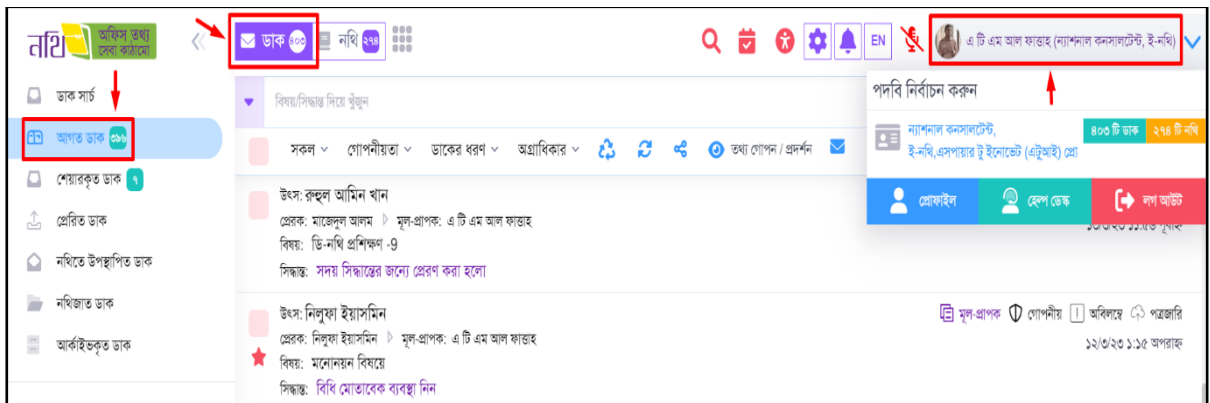 নথি অফিস তথ্য
সেবা কাঠামো
ডাক ৪০৩ নথি ২৭৪
EN এ টি এম আল ফাত্তাহ (ন্যাশনাল কনসালটেন্ট, ই-নথি)
ডাক সার্চ
আগত ডাক ৩৯৬
শেয়ারকৃত ডাক ৭
প্রেরিত ডাক
নথিতে উপস্থাপিত ডাক
নথিজাত ডাক
আর্কাইভকৃত ডাক
বিষয়/সিদ্ধান্ত দিয়ে খুঁজুন
সকল গোপনীয়তা ডাকের ধরণ অগ্রাধিকার তথ্য গোপন / প্রদর্শন
পদবি নির্বাচন করুন
ন্যাশনাল কনসালটেন্ট,
ই-নথি,এসপায়ার টু ইনোভেট (এটুআই) প্রো
৪০৩ টি ডাক ২৭৪ টি নথি
প্রোফাইল হেল্প ডেস্ক লগ আউট
উৎস: রুহুল আমিন খান
প্রেরক: মাজেদুল আলম মূল-প্রাপক: এ টি এম আল ফাত্তাহ
বিষয়: ডি-নথি প্রশিক্ষণ -9
সিদ্ধান্ত: সদয় সিদ্ধান্তের জন্যে প্রেরণ করা হলো
উৎস: নিলুফা ইয়াসমিন
মূল-প্রাপক গোপনীয় অবিলম্বে পত্রজারি
প্রেরক: নিলুফা ইয়াসমিন মূল-প্রাপক: এ টি এম আল ফাত্তাহ
১২/৩/২৩ ১:১৫ অপরাহ্ন
বিষয়: মনোনয়ন বিষয়ে
সিদ্ধান্ত: বিধি মোতাবেক ব্যবস্থা নিন